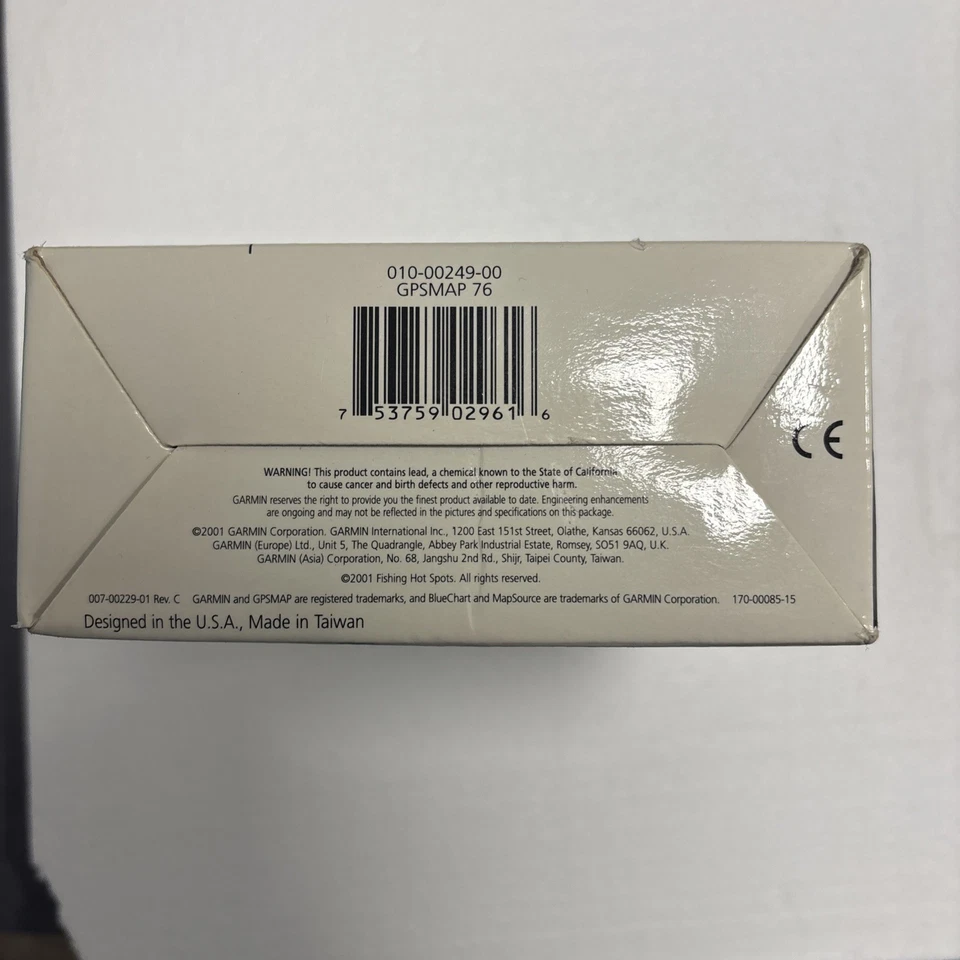 010-00249-00
GPSMAP 76
7 53759 02961 6
CE
WARNING! This product contains lead, a chemical known to the State of California
to cause cancer and birth defects and other reproductive harm.
GARMIN reserves the right to provide you the finest product available to date. Engineering enhancements
are ongoing and may not be reflected in the pictures and specifications on this package.
©2001 GARMIN Corporation. GARMIN International Inc., 1200 East 151st Street, Olathe, Kansas 66062, U.S.A.
GARMIN (Europe) Ltd., Unit 5, The Quadrangle, Abbey Park Industrial Estate, Romsey, SO51 9AQ, U.K.
GARMIN (Asia) Corporation, No. 68, Jangshu 2nd Rd., Shijr, Taipei County, Taiwan.
©2001 Fishing Hot Spots. All rights reserved.
007-00229-01 Rev. C GARMIN and GPSMAP are registered trademarks, and BlueChart and MapSource are trademarks of GARMIN Corporation. 170-00085-15
Designed in the U.S.A., Made in Taiwan